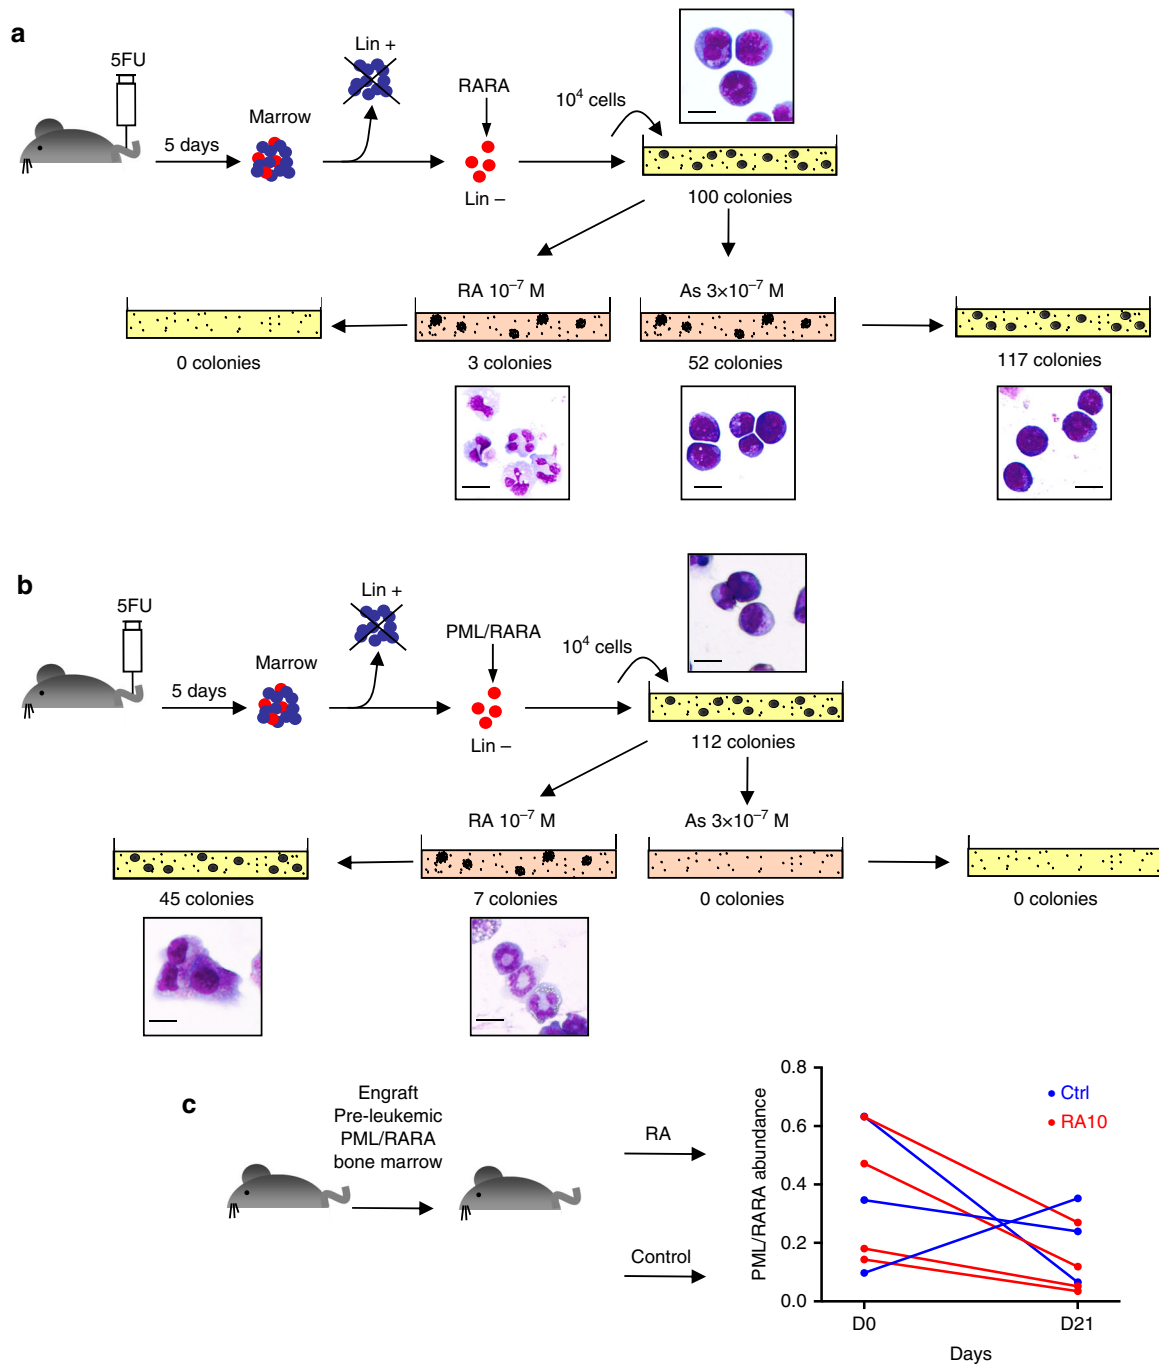 a
5FU
5 days
Marrow
Lin +
RARA
Lin –
10⁴ cells
100 colonies
RA 10⁻⁷ M
As 3×10⁻⁷ M
0 colonies
3 colonies
52 colonies
117 colonies
b
5FU
5 days
Marrow
Lin +
PML/RARA
Lin –
10⁴ cells
112 colonies
RA 10⁻⁷ M
As 3×10⁻⁷ M
45 colonies
7 colonies
0 colonies
0 colonies
c
Engraft
Pre-leukemic
PML/RARA
bone marrow
RA
Control
PML/RARA abundance
0.8
0.6
0.4
0.2
0.0
Ctrl
RA10
D0
D21
Days